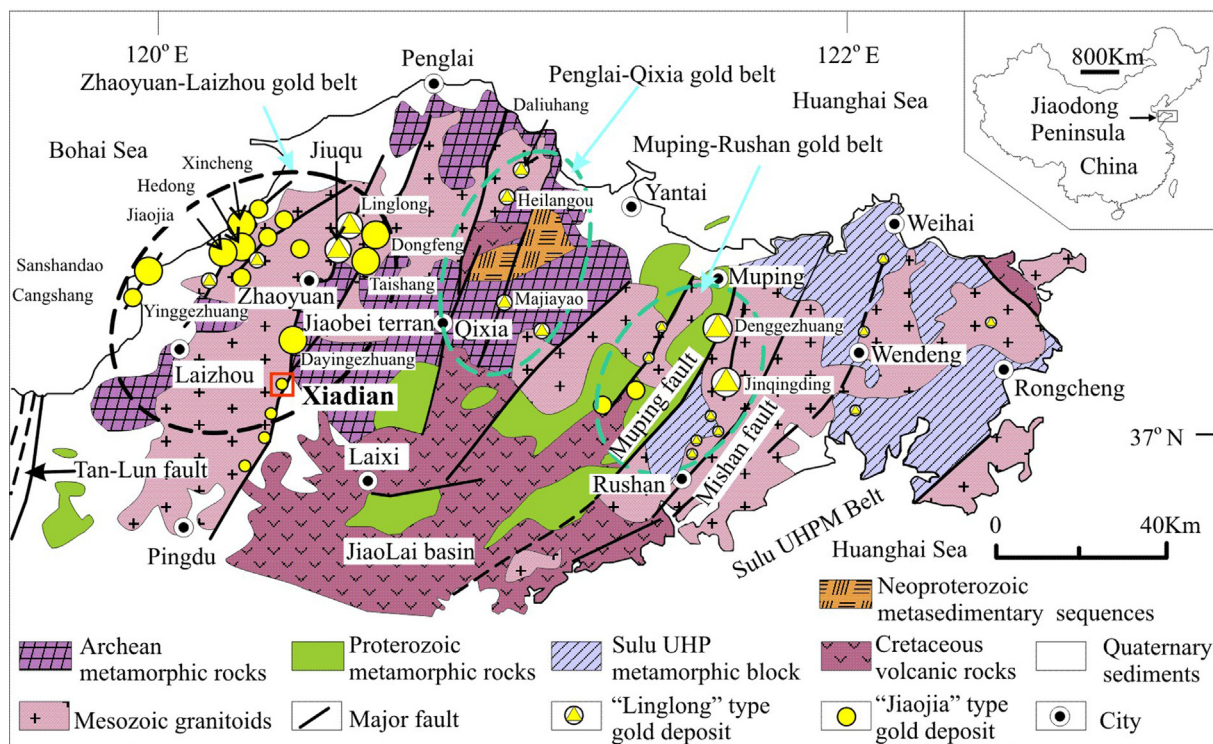 120° E
122° E
Penglai
Zhaoyuan-Laizhou
gold belt
Penglai-Qixia gold belt
Daliuhang
Huanghai Sea
800Km
Jiaodong
Peninsula
China
Bohai Sea
Xincheng
Jiuqu
Muping-Rushan gold belt
Hedong
Jiaojia
Linglong
Heilangou
Yantai
Weihai
Dongfeng
Sanshandao
Taishang
Cangshang
Zhaoyuan
Muping
Yinggezhuang
Majiayao
Jiaobei terran
Qixia
Denggezhuang
Laizhou
Dayingezhuang
Wendeng
Xiadian
Jinqingding
Rongcheng
Muping fault
Mishan fault
37° N
Tan-Lun fault
Laixi
Rushan
Sulu UHPM Belt
0
40Km
Pingdu
JiaoLai basin
Huanghai Sea
Neoproterozoic
metasedimentary sequences
Archean
metamorphic rocks
Proterozoic
metamorphic rocks
Sulu UHP
metamorphic block
Cretaceous
volcanic rocks
Quaternary
sediments
Mesozoic granitoids
Major fault
“Linglong” type
gold deposit
“Jiaojia” type
gold deposit
City